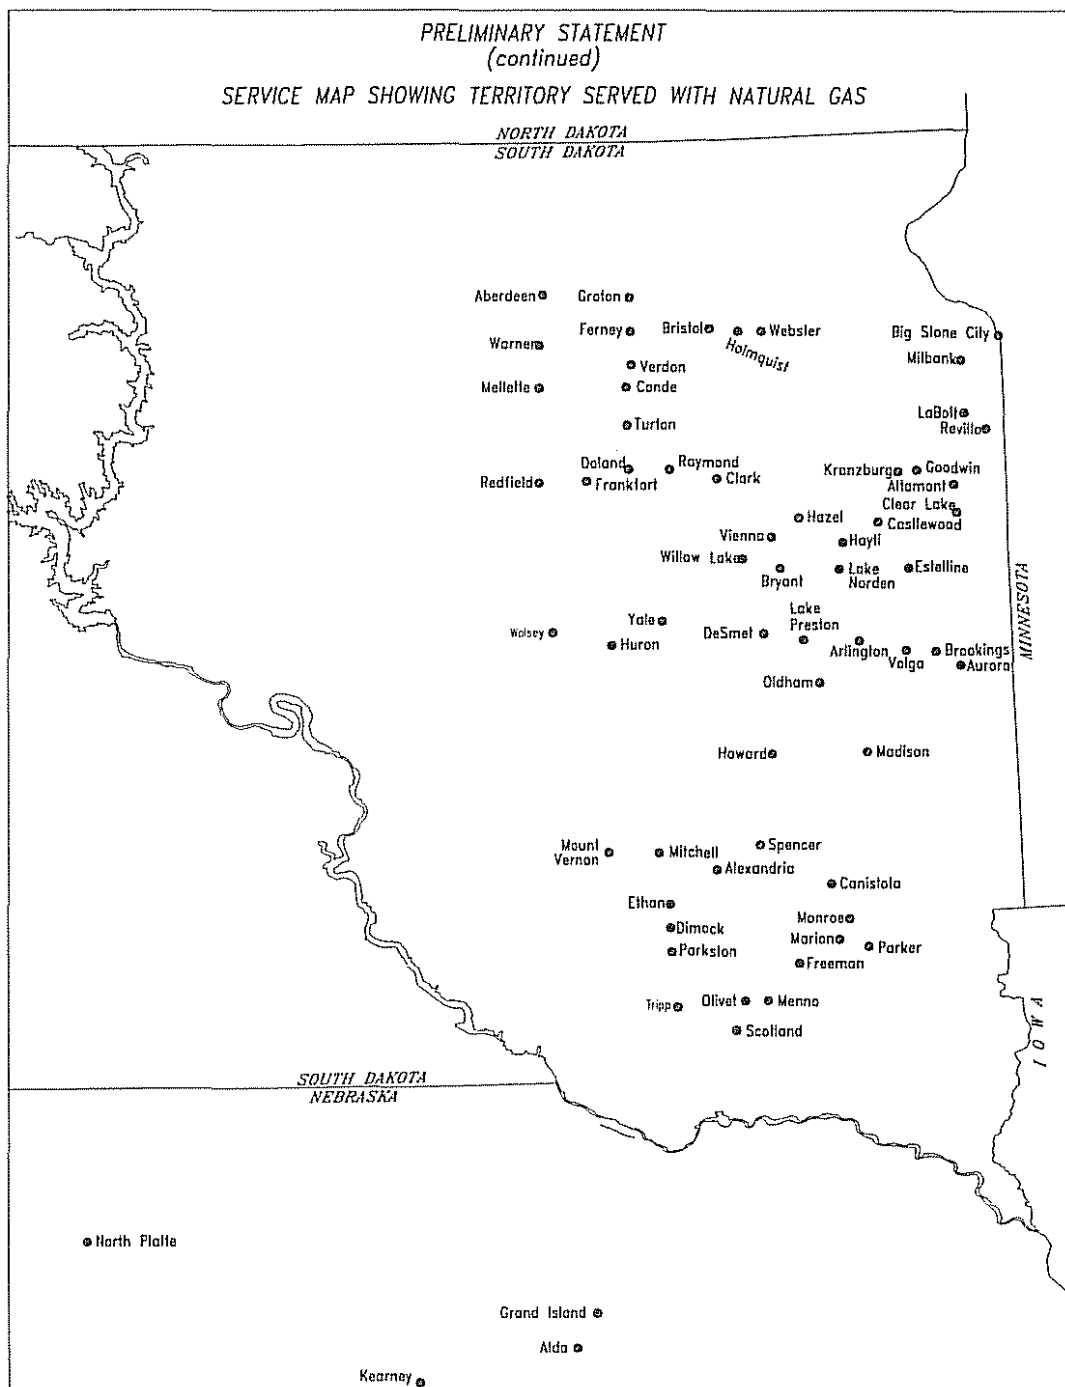 PRELIMINARY STATEMENT
(continued)
SERVICE MAP SHOWING TERRITORY SERVED WITH NATURAL GAS
NORTH DAKOTA
SOUTH DAKOTA
Aberdeen
Groton
Ferney
Bristol
Holmquist
Webster
Big Stone City
Warner
Milbank
Verdon
Mellette
Conde
LaBolt
Revillo
Turton
Doland
Raymond
Kranzburg
Goodwin
Redfield
Frankfort
Clark
Altamont
Clear Lake
Hazel
Castlewood
Vienna
Hayti
Willow Lake
Bryant
Lake
Norden
Estelline
MINNESOTA
Lake
Preston
Yale
Wolsey
DeSmet
Huron
Arlington
Volga
Brookings
Aurora
Oldham
Howard
Madison
Mount
Vernon
Mitchell
Spencer
Alexandria
Canistota
Ethan
Monroe
Dimock
Marion
Parker
Parkston
Freeman
Tripp
Olivet
Menno
Scotland
IOWA
SOUTH DAKOTA
NEBRASKA
North Platte
Grand Island
Alda
Kearney